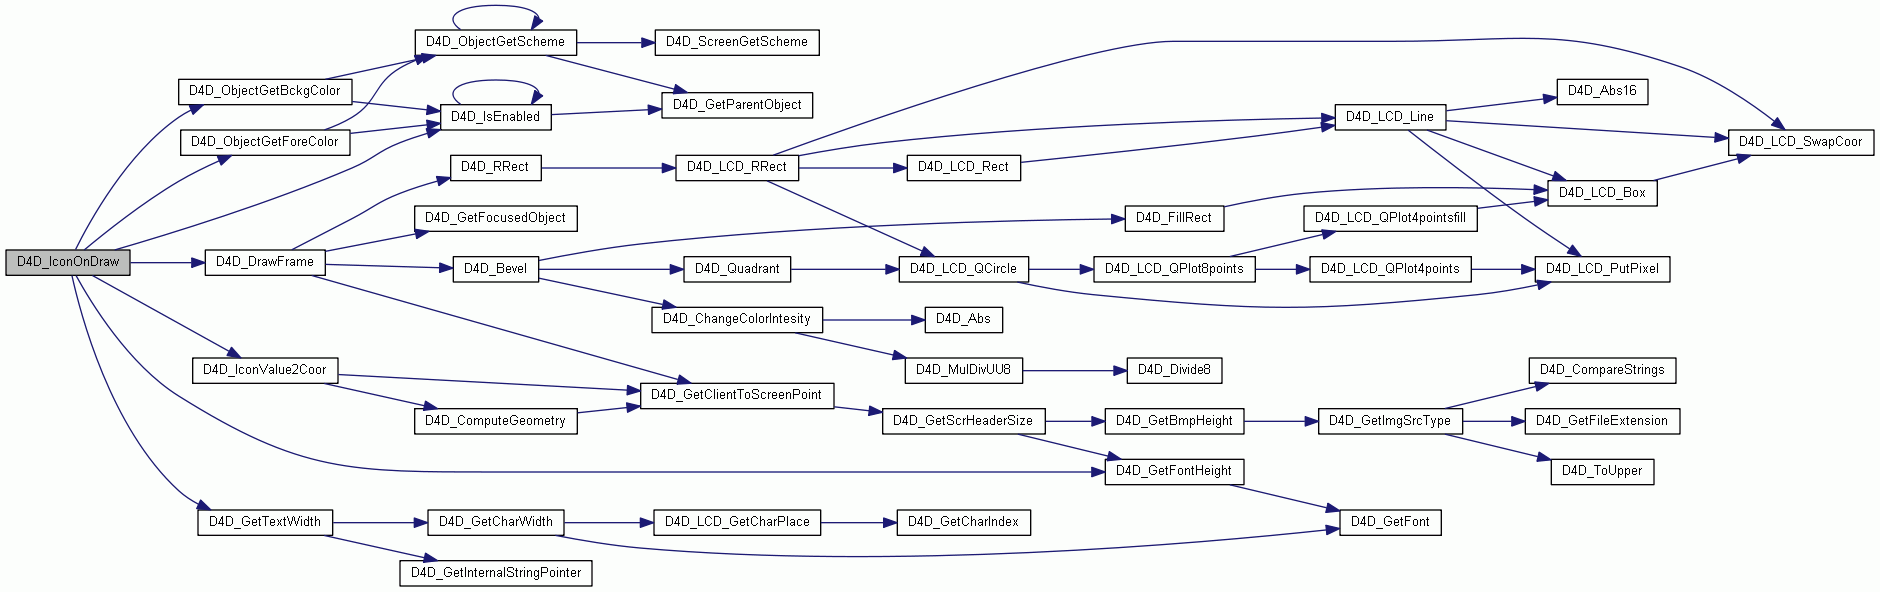 D4D_ObjectGetScheme
D4D_ScreenGetScheme
D4D_ObjectGetBckgColor
D4D_Abs16
D4D_GetParentObject
D4D_IsEnabled
D4D_LCD_Line
D4D_ObjectGetForeColor
D4D_LCD_SwapCoor
D4D_RRect
D4D_LCD_RRect
D4D_LCD_Rect
D4D_LCD_Box
D4D_GetFocusedObject
D4D_FillRect
D4D_LCD_QPlot4pointsfill
D4D_IconOnDraw
D4D_DrawFrame
D4D_Bevel
D4D_Quadrant
D4D_LCD_QCircle
D4D_LCD_QPlot8points
D4D_LCD_QPlot4points
D4D_LCD_PutPixel
D4D_ChangeColorIntesity
D4D_Abs
D4D_IconValue2Coor
D4D_MulDivUU8
D4D_Divide8
D4D_CompareStrings
D4D_GetClientToScreenPoint
D4D_ComputeGeometry
D4D_GetScrHeaderSize
D4D_GetBmpHeight
D4D_GetImgSrcType
D4D_GetFileExtension
D4D_GetFontHeight
D4D_ToUpper
D4D_GetTextWidth
D4D_GetCharWidth
D4D_LCD_GetCharPlace
D4D_GetCharIndex
D4D_GetFont
D4D_GetInternalStringPointer